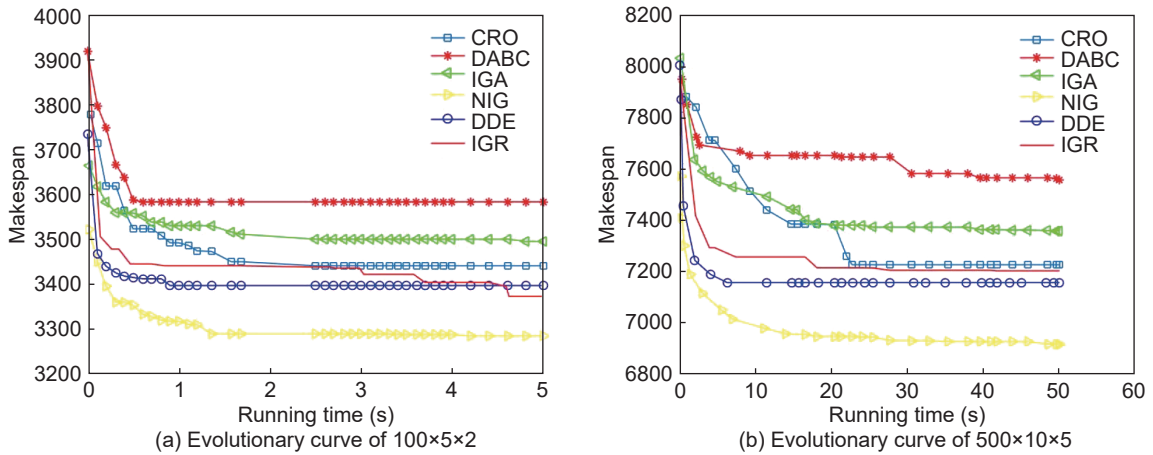 4000
3900
3800
3700
3600
3500
3400
3300
3200
Makespan
CRO
DABC
IGA
NIG
DDE
IGR
0
1
2
3
4
5
Running time (s)
(a) Evolutionary curve of 100×5×2
8200
8000
7800
7600
7400
7200
7000
6800
Makespan
CRO
DABC
IGA
NIG
DDE
IGR
0
10
20
30
40
50
60
Running time (s)
(b) Evolutionary curve of 500×10×5